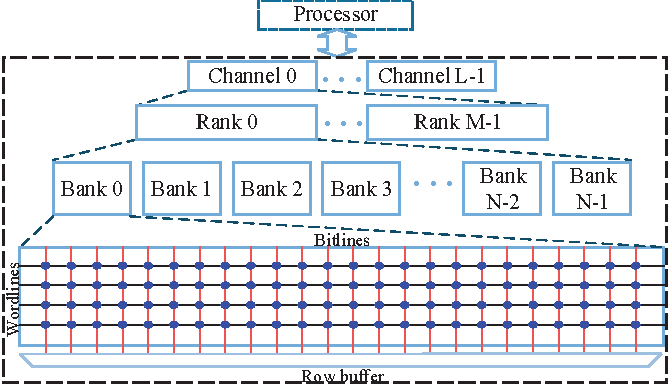 Processor
Channel 0 ... Channel L-1
Rank 0 ... Rank M-1
Bank 0 Bank 1 Bank 2 Bank 3 ... Bank N-2 Bank N-1
Bitlines
Wordlines
Row buffer